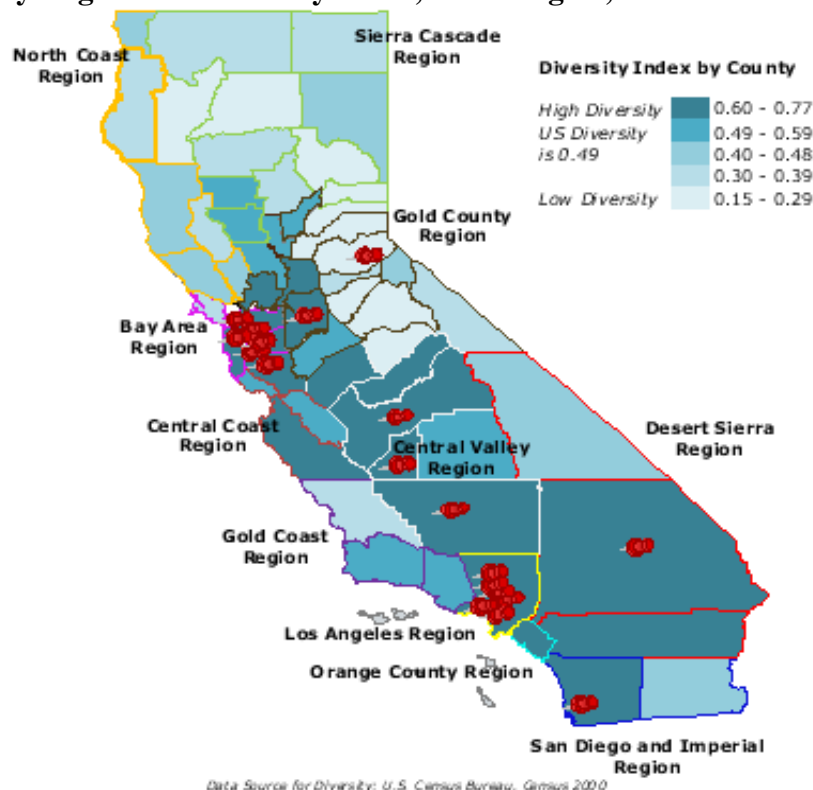 North Coast
Region
Sierra Cascade
Region
Diversity Index by County
High Diversity
US Diversity
is 0.49
Low Diversity
0.60 - 0.77
0.49 - 0.59
0.40 - 0.48
0.30 - 0.39
0.15 - 0.29
Gold County
Region
Bay Area
Region
Central Coast
Region
Central Valley
Region
Desert Sierra
Region
Gold Coast
Region
Los Angeles Region
Orange County Region
San Diego and Imperial
Region
Data Source for Diversity: U.S. Census Bureau, Census 2000